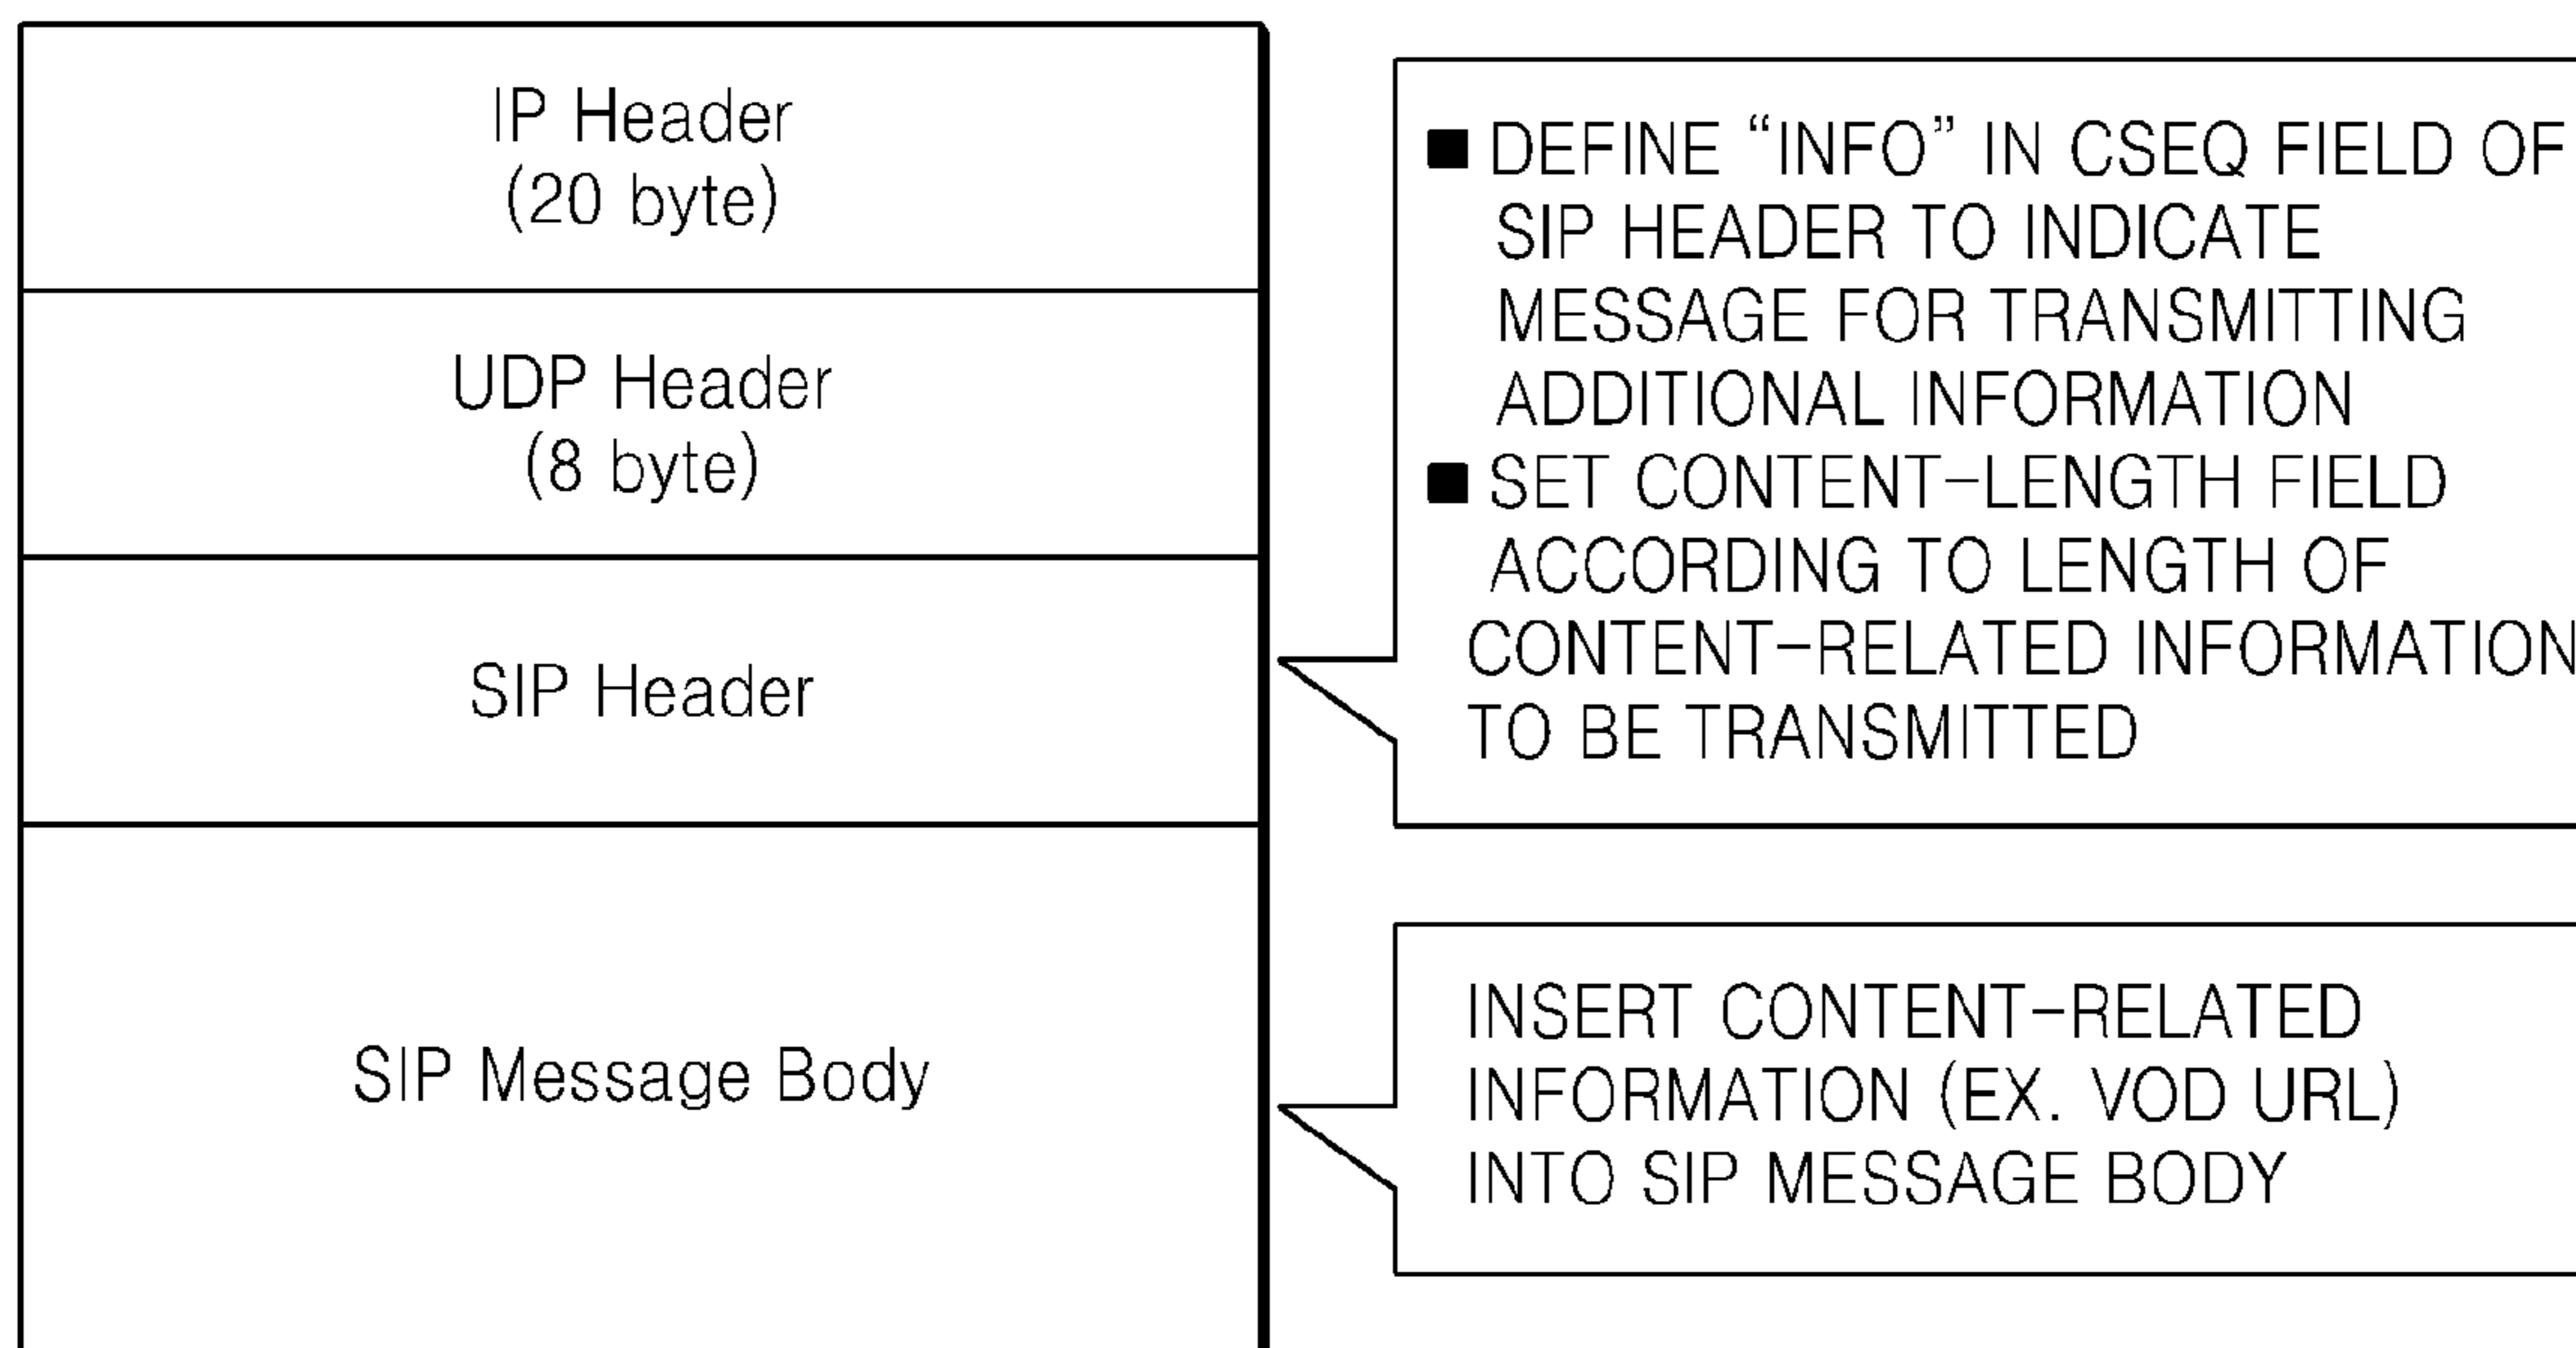 IP Header
(20 byte)
UDP Header
(8 byte)
SIP Header
SIP Message Body
■ DEFINE “INFO” IN CSEQ FIELD OF
SIP HEADER TO INDICATE
MESSAGE FOR TRANSMITTING
ADDITIONAL INFORMATION
■ SET CONTENT-LENGTH FIELD
ACCORDING TO LENGTH OF
CONTENT-RELATED INFORMATION
TO BE TRANSMITTED
INSERT CONTENT-RELATED
INFORMATION (EX. VOD URL)
INTO SIP MESSAGE BODY